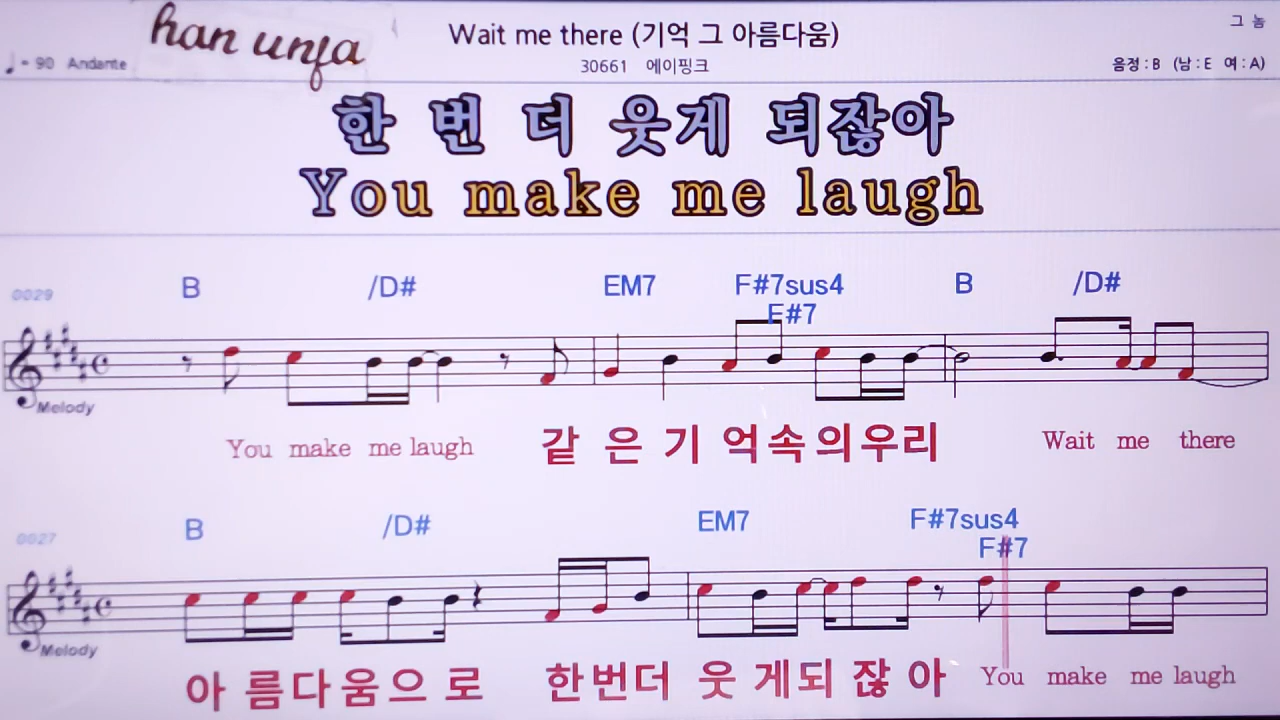 han unfa
Wait me there (기억 그 아름다움)
그 놈
♩= 90 Andante
30661 에이핑크
음정 : B (남 : E 여 : A)
한 번 더 웃게 되잖아
You make me laugh
0029
B /D# EM7 F#7sus4 B /D#
F#7
Melody
You make me laugh 같 은 기 억속의우리 Wait me there
0027
B /D# EM7 F#7sus4
F#7
Melody
아 름다움으 로 한번더 웃 게되 잖 아 You make me laugh